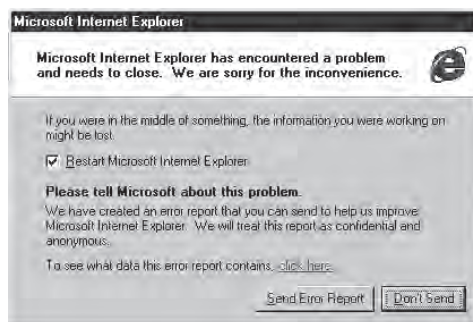 Microsoft Internet Explorer
Microsoft Internet Explorer has encountered a problem
and needs to close. We are sorry for the inconvenience.
If you were in the middle of something, the information you were working on
might be lost.
Restart Microsoft Internet Explorer
Please tell Microsoft about this problem.
We have created an error report that you can send to help us improve
Microsoft Internet Explorer. We will treat this report as confidential and
anonymous.
To see what data this error report contains, click here.
Send Error Report Don't Send